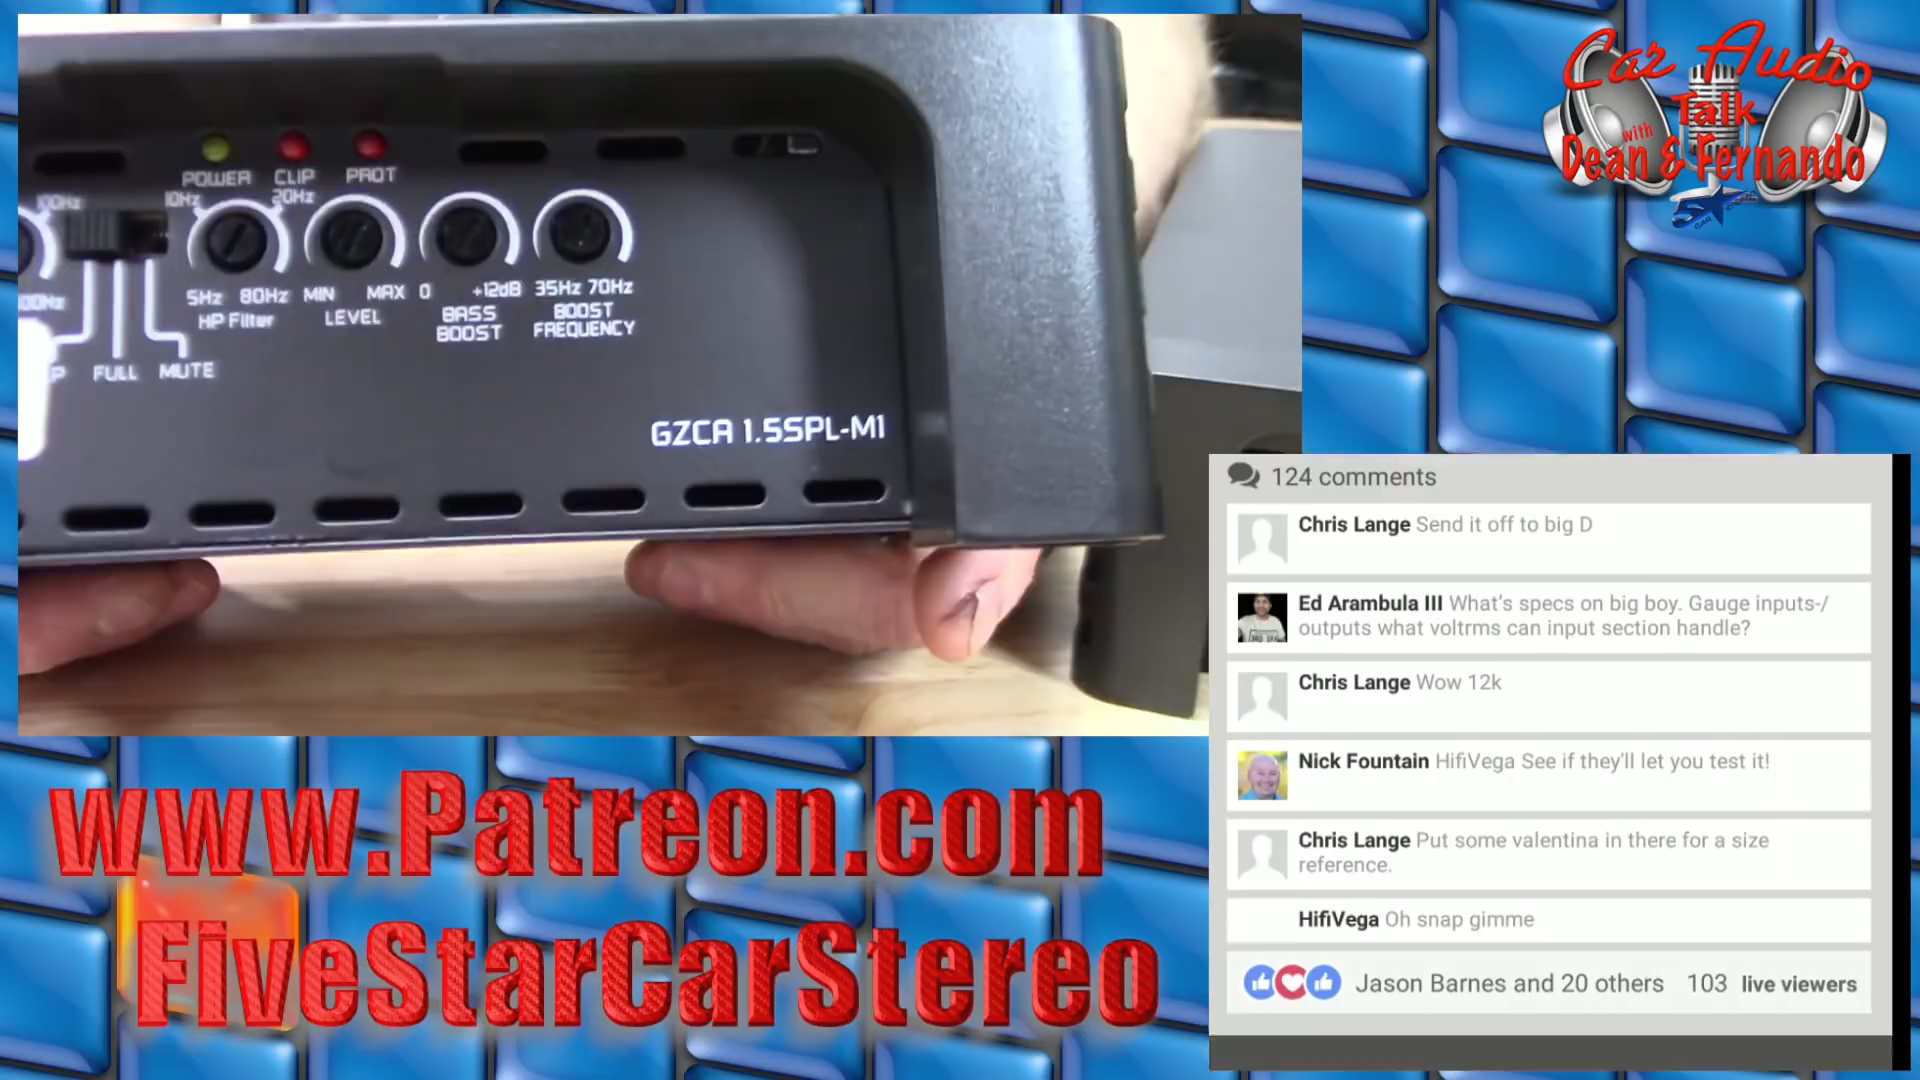 POWER CLIP PROT
100Hz 10Hz 20Hz
5Hz 80Hz MIN MAX 0 +12dB 35Hz 70Hz
HP Filter LEVEL BASS BOOST
BOOST FREQUENCY
FULL MUTE
GZCA 1.5SPL-M1
Car Audio
Talk
with
Dean & Fernando
124 comments
Chris Lange Send it off to big D
Ed Arambula III What's specs on big boy. Gauge inputs-/
outputs what voltrms can input section handle?
Chris Lange Wow 12k
Nick Fountain HifiVega See if they'll let you test it!
Chris Lange Put some valentina in there for a size
reference.
HifiVega Oh snap gimme
Jason Barnes and 20 others 103 live viewers
www.Patreon.com
FiveStarCarStereo